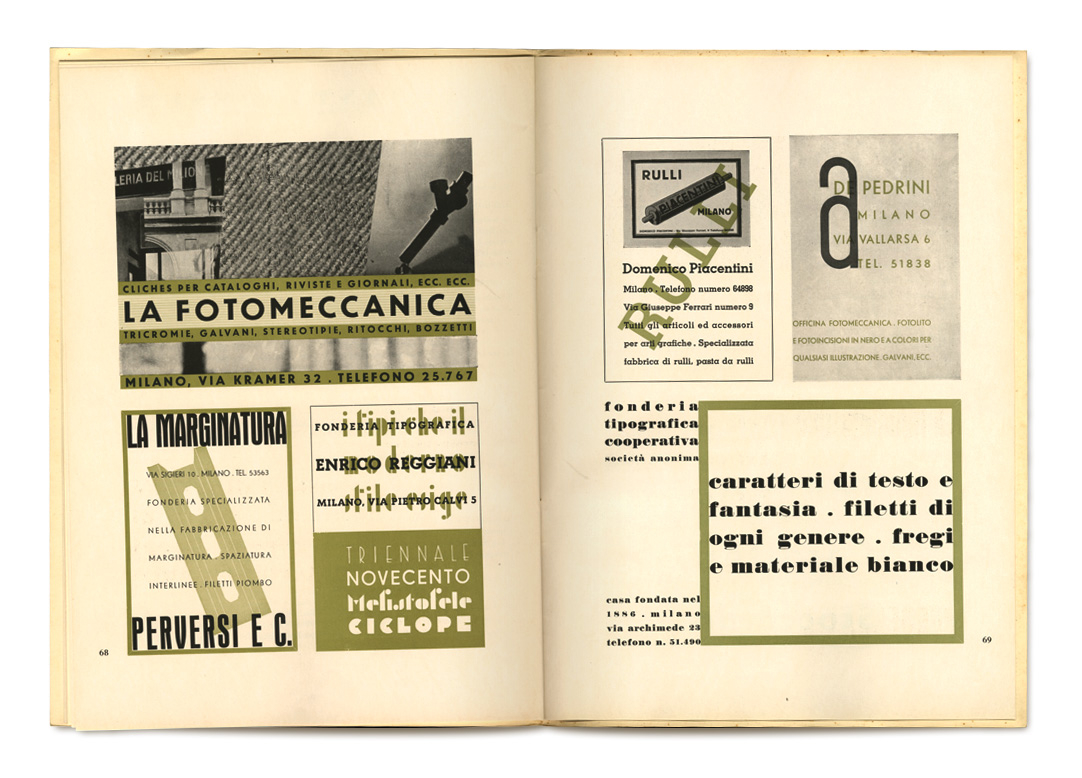 LERIA DEL M LIO
CLICHES PER CATALOGHI, RIVISTE E GIORNALI, ECC. ECC.
LA FOTOMECCANICA
TRICROMIE, GALVANI, STEREOTIPIE, RITOCCHI, BOZZETTI
MILANO, VIA KRAMER 32 . TELEFONO 25.767
LA MARGINATURA
VIA SIGIERI 10 . MILANO . TEL. 53563
FONDERIA SPECIALIZZATA
NELLA FABBRICAZIONE DI
MARGINATURA . SPAZIATURA
INTERLINEE . FILETTI PIOMBO
PERVERSI E C.
i tipi che il
moderno
stile esige
FONDERIA TIPOGRAFICA
ENRICO REGGIANI
MILANO, VIA PIETRO CALVI 5
TRIENNALE
NOVECENTO
Mefistofele
CICLOPE
68
RULLI
PIACENTINI
MILANO
RULLI
Domenico Piacentini
Milano . Telefono numero 64898
Via Giuseppe Ferrari numero 9
Tutti gli articoli ed accessori
per arti grafiche . Specializzata
fabbrica di rulli, pasta da rulli
a
d
DE PEDRINI
MILANO
VIA VALLARSA 6
TEL. 51838
OFFICINA FOTOMECCANICA . FOTOLITO
E FOTOINCISIONI IN NERO E A COLORI PER
QUALSIASI ILLUSTRAZIONE. GALVANI, ECC.
fonderia
tipografica
cooperativa
società anonima
caratteri di testo e
fantasia . filetti di
ogni genere . fregi
e materiale bianco
casa fondata nel
1886 . milano
via archimede 23
telefono n. 51.490
69